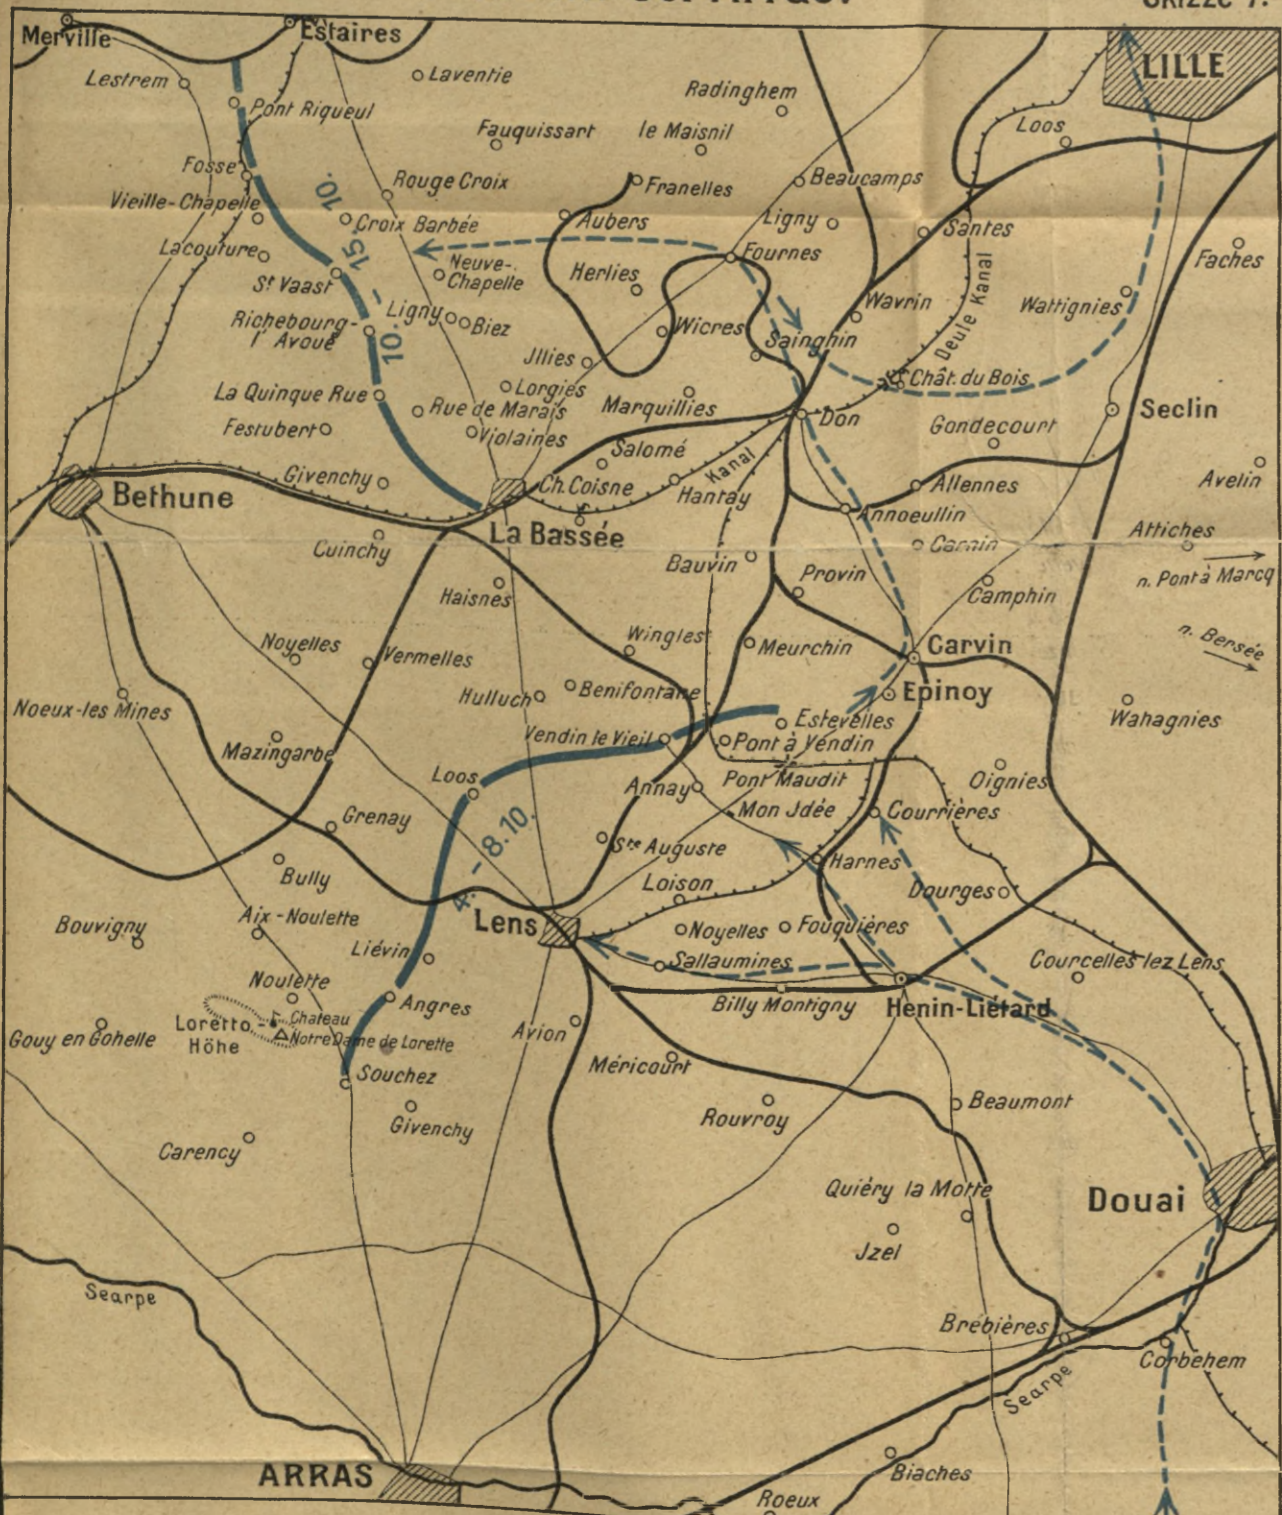 Skizze 7.
Merville
Estaires
LILLE
Lestrem
Laventie
Radinghem
Pont Riqueul
Fauquissart
le Maisnil
Loos
Fosse
Rouge Croix
Franelles
Beaucamps
Vieille-Chapelle
10.
Croix Barbée
Aubers
Ligny
Santes
Lacouture
15.
Neuve-
Chapelle
Herlies
Fournes
Faches
St Vaast
–
Wavrin
Deule Kanal
Wattignies
Richebourg-
l'Avoué
10.
Ligny
Biez
Wicres
Sainghin
Jllies
Chât. du Bois
La Quinque Rue
Lorgies
Rue de Marais
Marquillies
Don
Seclin
Festubert
Violaines
Salomé
Gondecourt
Kanal
Givenchy
Ch. Coisne
Hantay
Allennes
Avelin
Bethune
La Bassée
Annoeullin
Attiches
Cuinchy
Bauvin
Carnin
n. Pont à Marcq
Provin
Haisnes
Camphin
n. Bersée
Noyelles
Vermelles
Wingles
Meurchin
Carvin
Hulluch
Benifontane
Epinoy
Noeux-les Mines
Wahagnies
Estevelles
Mazingarbe
Vendin le Vieil
Pont à Vendin
Loos
Annay
Pont Maudit
Oignies
Mon Jdée
Courrières
Grenay
4. – 8. 10.
Ste Auguste
Harnes
Bully
Loison
Dourges
Bouvigny
Aix-Noulette
Lens
Noyelles
Fouquières
Liévin
Sallaumines
Courcelles lez Lens
Noulette
Angres
Billy Montigny
Henin-Liétard
Loretto-
Höhe
Chateau
Notre Dame de Lorette
Gouy en Gohelle
Avion
Méricourt
Souchez
Givenchy
Rouvroy
Beaumont
Carency
Quiéry la Motte
Douai
Jzel
Searpe
Brebières
Corbehem
Searpe
ARRAS
Biaches
Roeux